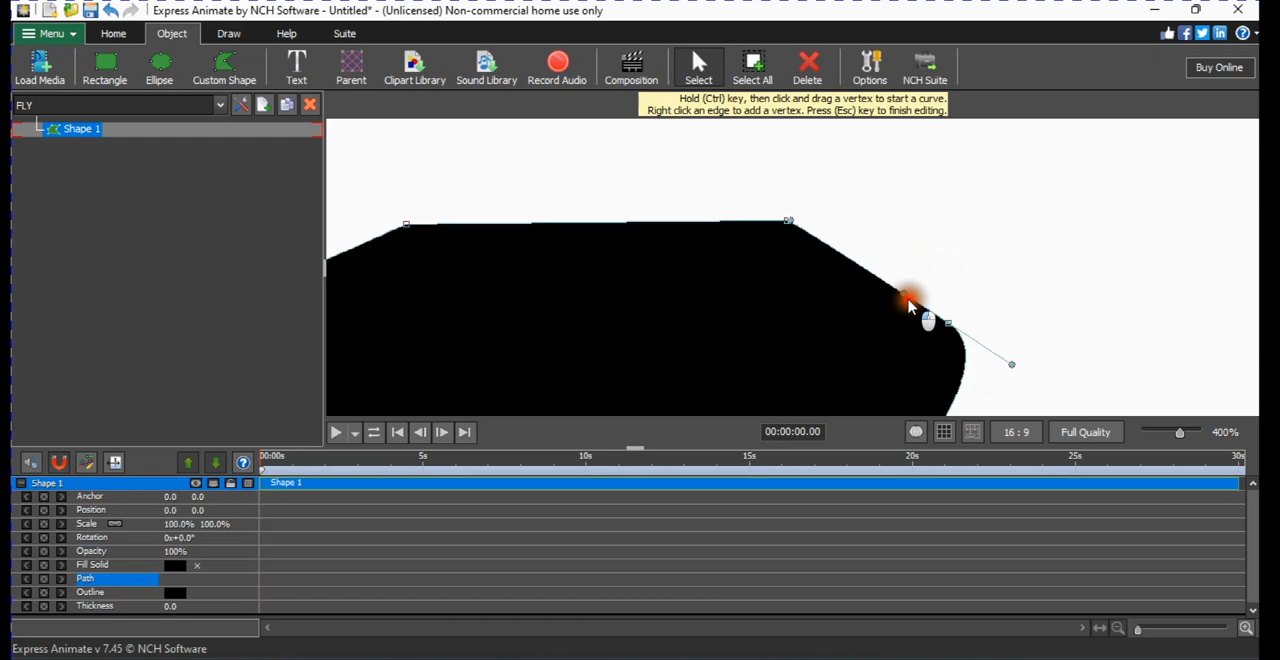 Express Animate by NCH Software - Untitled* - (Unlicensed) Non-commercial home use only
Menu Home Object Draw Help Suite
Load Media Rectangle Ellipse Custom Shape Text Parent Clipart Library Sound Library Record Audio Composition Select Select All Delete Options NCH Suite Buy Online
FLY
Hold (Ctrl) key, then click and drag a vertex to start a curve.
Right click an edge to add a vertex. Press (Esc) key to finish editing.
Shape 1
00:00:00.00 16 : 9 Full Quality 400%
00:00s 5s 10s 15s 20s 25s 30s
Shape 1 Shape 1
Anchor 0.0 0.0
Position 0.0 0.0
Scale 100.0% 100.0%
Rotation 0x+0.0°
Opacity 100%
Fill Solid
Path
Outline
Thickness 0.0
Express Animate v 7.45 © NCH Software